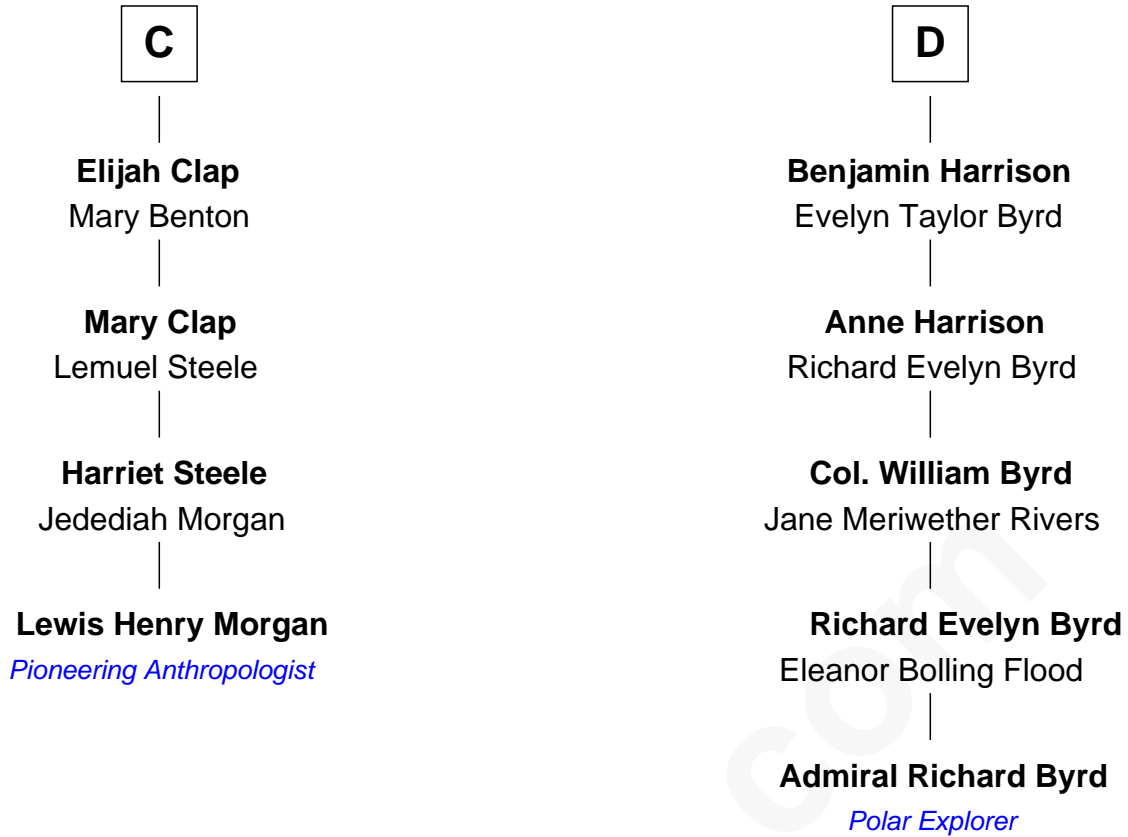 C
Elijah Clap
Mary Benton
Mary Clap
Lemuel Steele
Harriet Steele
Jedediah Morgan
Lewis Henry Morgan
Pioneering Anthropologist
D
Benjamin Harrison
Evelyn Taylor Byrd
Anne Harrison
Richard Evelyn Byrd
Col. William Byrd
Jane Meriwether Rivers
Richard Evelyn Byrd
Eleanor Bolling Flood
Admiral Richard Byrd
Polar Explorer
com